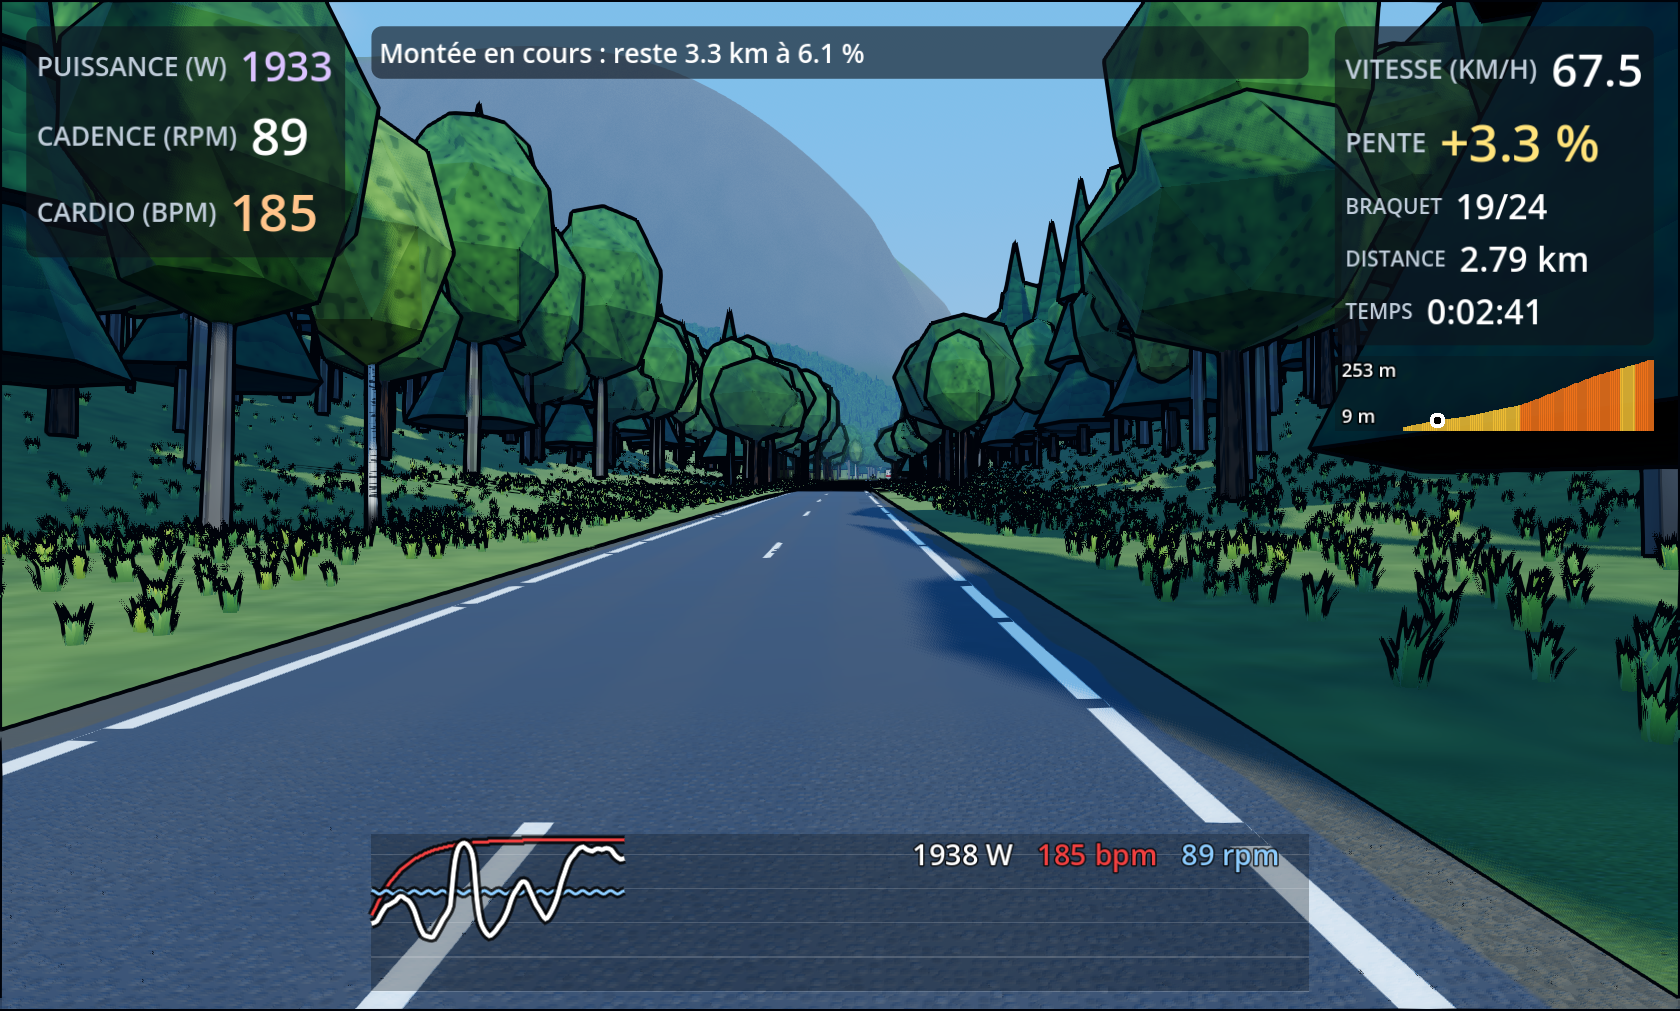 PUISSANCE (W) 1933
CADENCE (RPM) 89
CARDIO (BPM) 185
Montée en cours : reste 3.3 km à 6.1 %
VITESSE (KM/H) 67.5
PENTE +3.3 %
BRAQUET 19/24
DISTANCE 2.79 km
TEMPS 0:02:41
253 m
9 m
1938 W 185 bpm 89 rpm